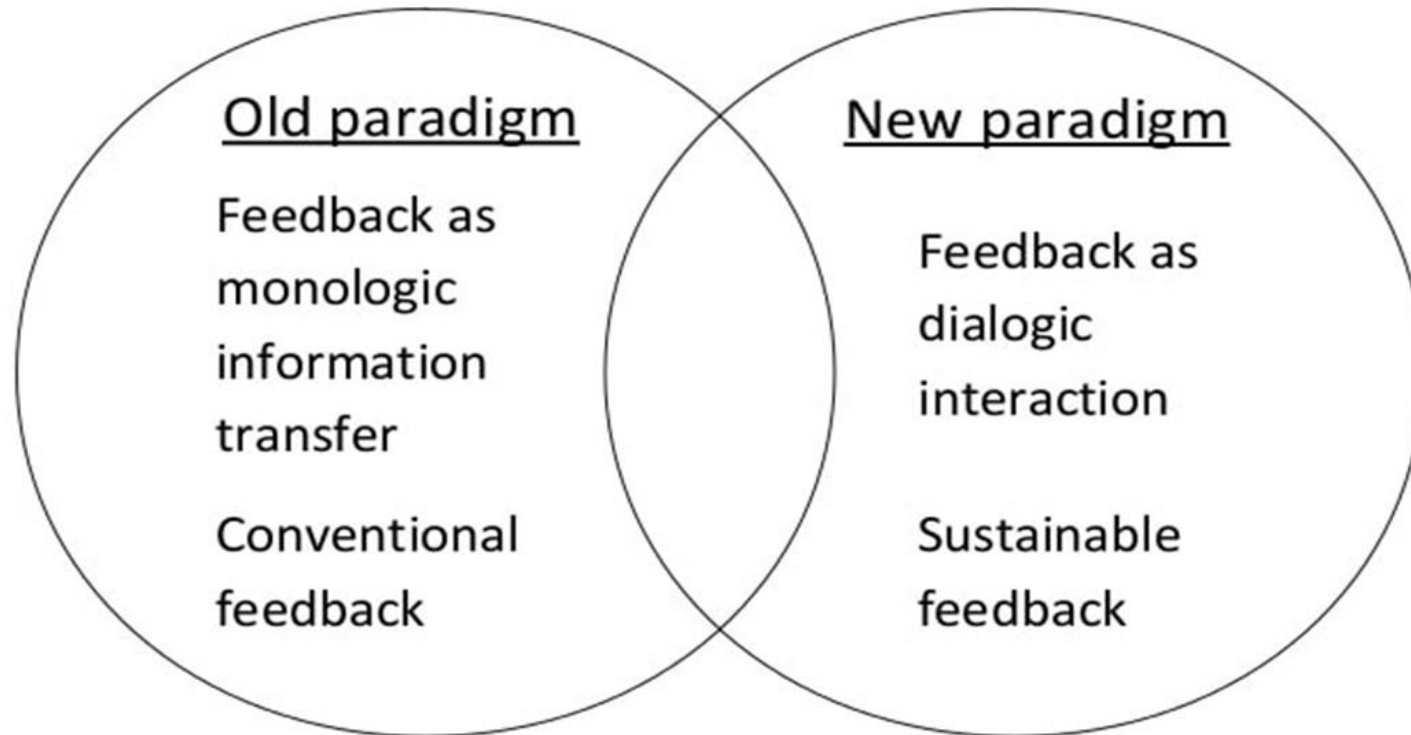 Old paradigm
Feedback as
monologic
information
transfer
Conventional
feedback
New paradigm
Feedback as
dialogic
interaction
Sustainable
feedback